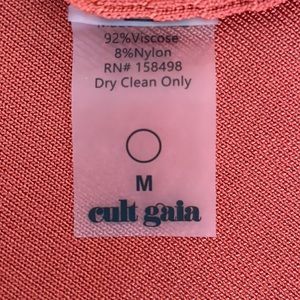 92%Viscose
8%Nylon
RN# 158498
Dry Clean Only
M
cult gaia